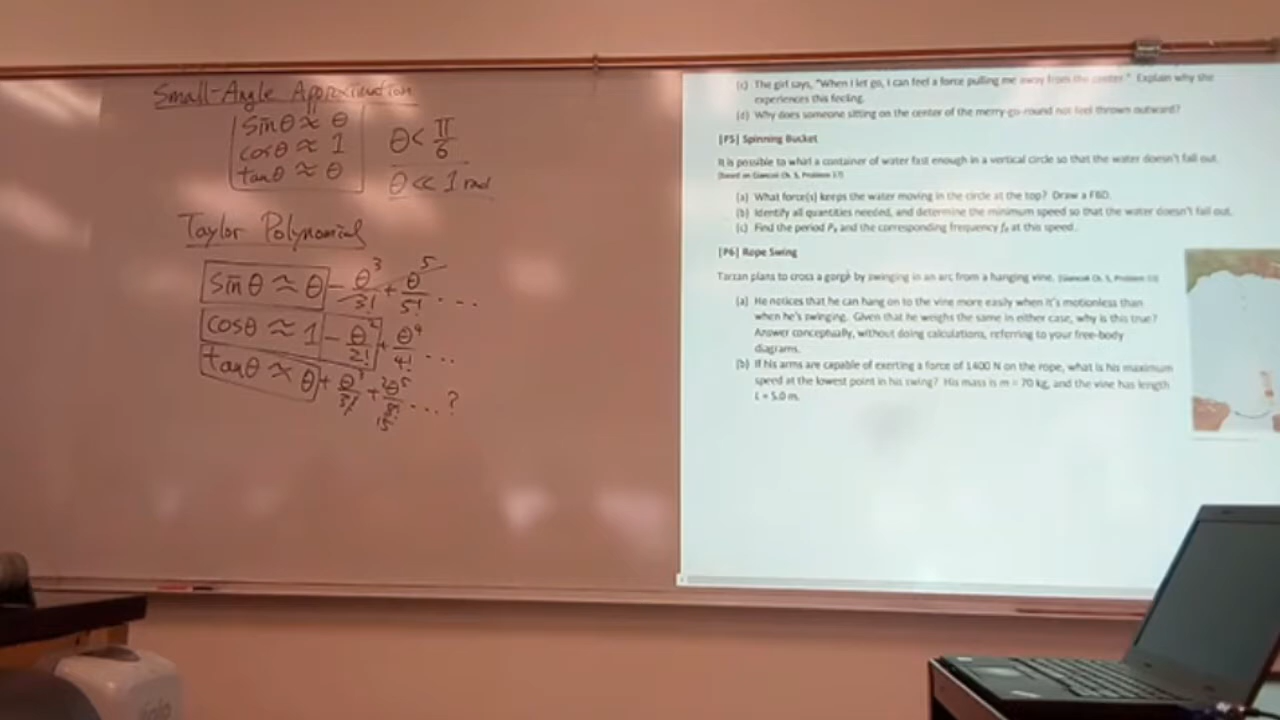 Small-Angle Approximation
sinθ ≈ θ
cosθ ≈ 1
tanθ ≈ θ
θ < π/6
θ << 1 rad
Taylor Polynomial
sinθ ≈ θ - θ³/3! + θ⁵/5! ...
cosθ ≈ 1 - θ²/2! + θ⁴/4! ...
tanθ ≈ θ + θ³/3 + 2θ⁵/15 ... ?
(c) The girl says, "When I let go, I can feel a force pulling me away from the center." Explain why she
experiences this feeling.
(d) Why does someone sitting on the center of the merry-go-round not feel thrown outward?
[P5] Spinning Bucket
It is possible to whirl a container of water fast enough in a vertical circle so that the water doesn't fall out.
[Based on Giancoli Ch. 5, Problem 17]
(a) What force(s) keeps the water moving in the circle at the top? Draw a FBD.
(b) Identify all quantities needed, and determine the minimum speed so that the water doesn't fall out.
(c) Find the period and the corresponding frequency at this speed.
[P6] Rope Swing
Tarzan plans to cross a gorge by swinging in an arc from a hanging vine. [Giancoli Ch. 5, Problem
(a) He notices that he can hang on to the vine more easily when it's motionless than
when he's swinging. Given that he weighs the same in either case, why is this true?
Answer conceptually, without doing calculations, referring to your free-body
diagrams.
(b) If his arms are capable of exerting a force of 1400 N on the rope, what is his maximum
speed at the lowest point in his swing? His mass is m = 70 kg, and the vine has length
L = 5.0 m.